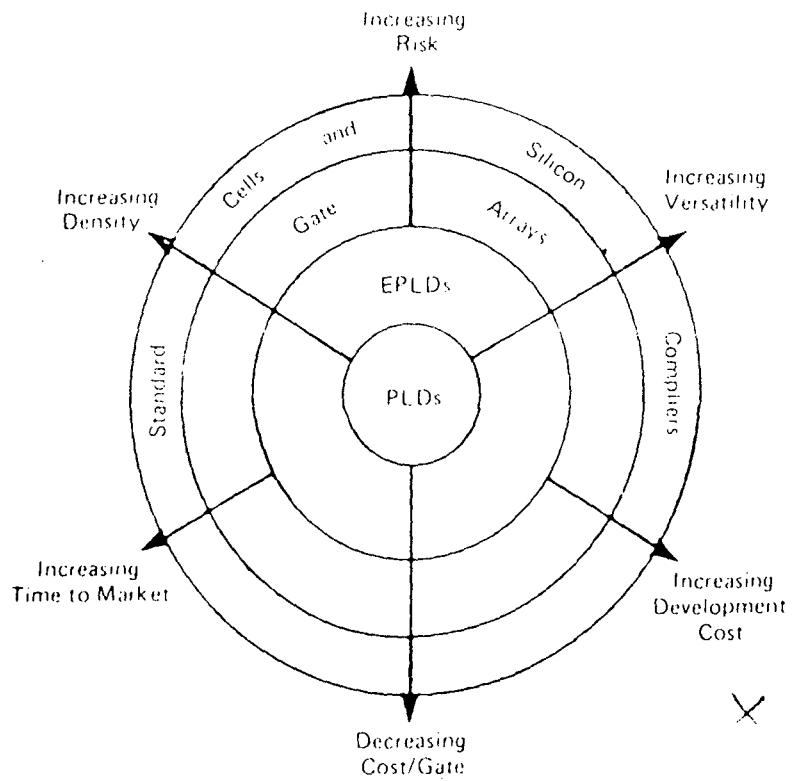 Increasing
Risk
Standard Cells and Silicon Compilers
Increasing
Density
Increasing
Versatility
Gate Arrays
EPLDs
PLDs
Increasing
Time to Market
Increasing
Development
Cost
Decreasing
Cost/Gate